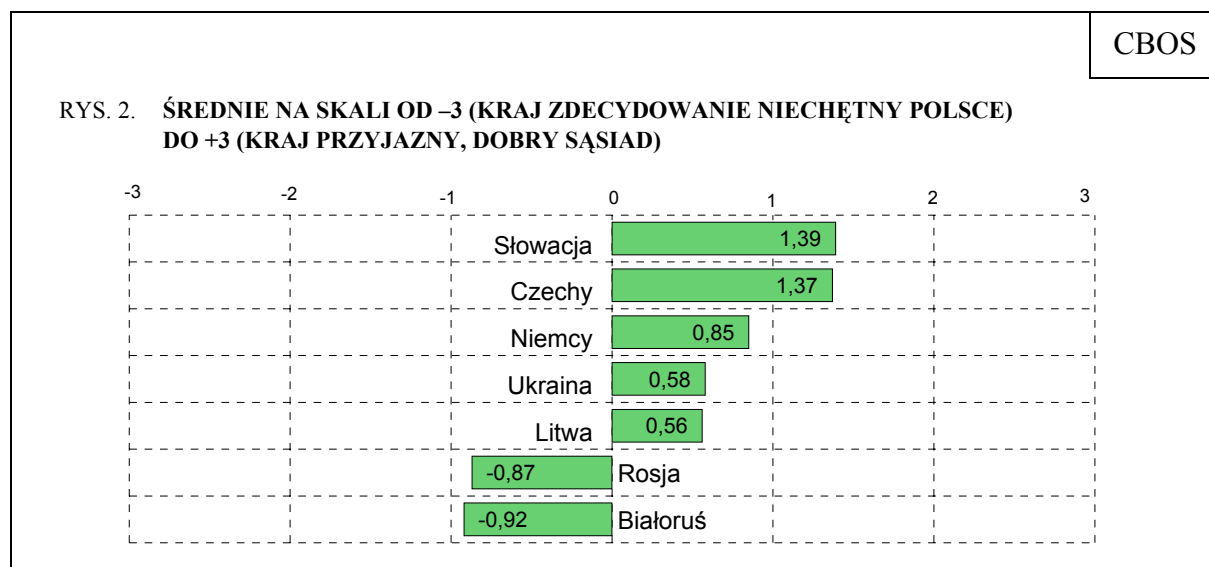 CBOS
RYS. 2. ŚREDNIE NA SKALI OD –3 (KRAJ ZDECYDOWANIE NIECHĘTNY POLSCE)
DO +3 (KRAJ PRZYJAZNY, DOBRY SĄSIAD)
-3 -2 -1 0 1 2 3
Słowacja 1,39
Czechy 1,37
Niemcy 0,85
Ukraina 0,58
Litwa 0,56
-0,87 Rosja
-0,92 Białoruś